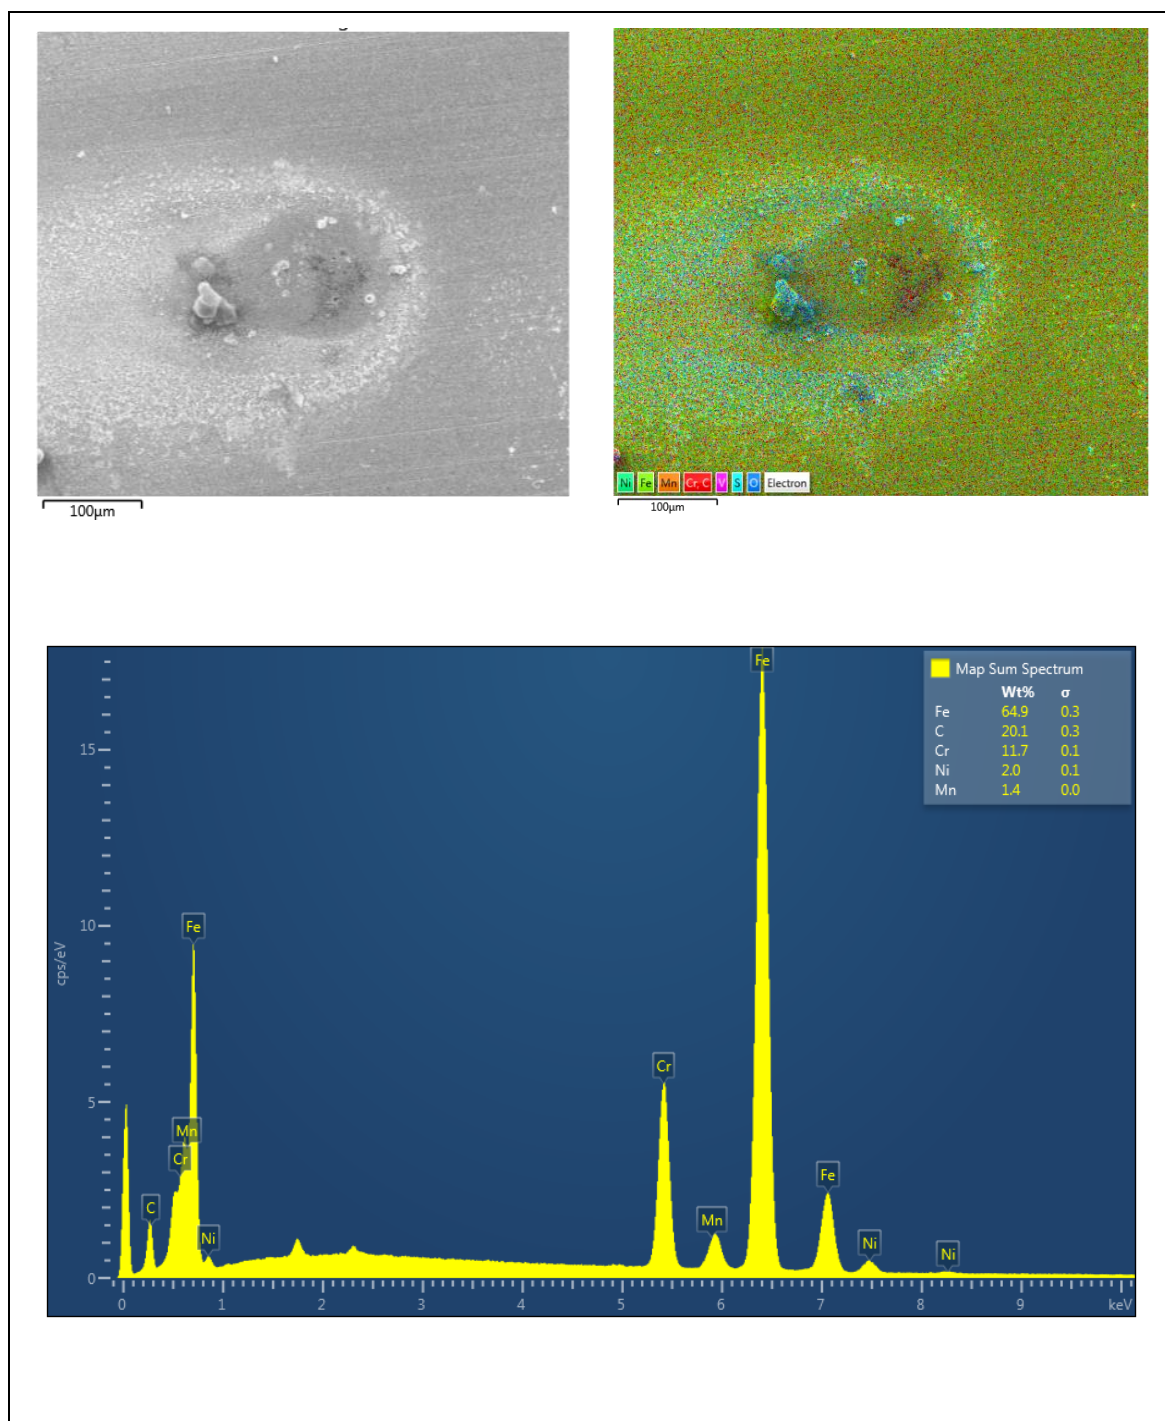 100µm
Ni Fe Mn Cr, C V S O Electron
100µm
Map Sum Spectrum
Wt% σ
Fe 64.9 0.3
C 20.1 0.3
Cr 11.7 0.1
Ni 2.0 0.1
Mn 1.4 0.0
Fe
15
Fe
10
cps/eV
Cr
5
Mn
Cr
Fe
C
Mn
Ni
Ni
Ni
0
0 1 2 3 4 5 6 7 8 9 keV